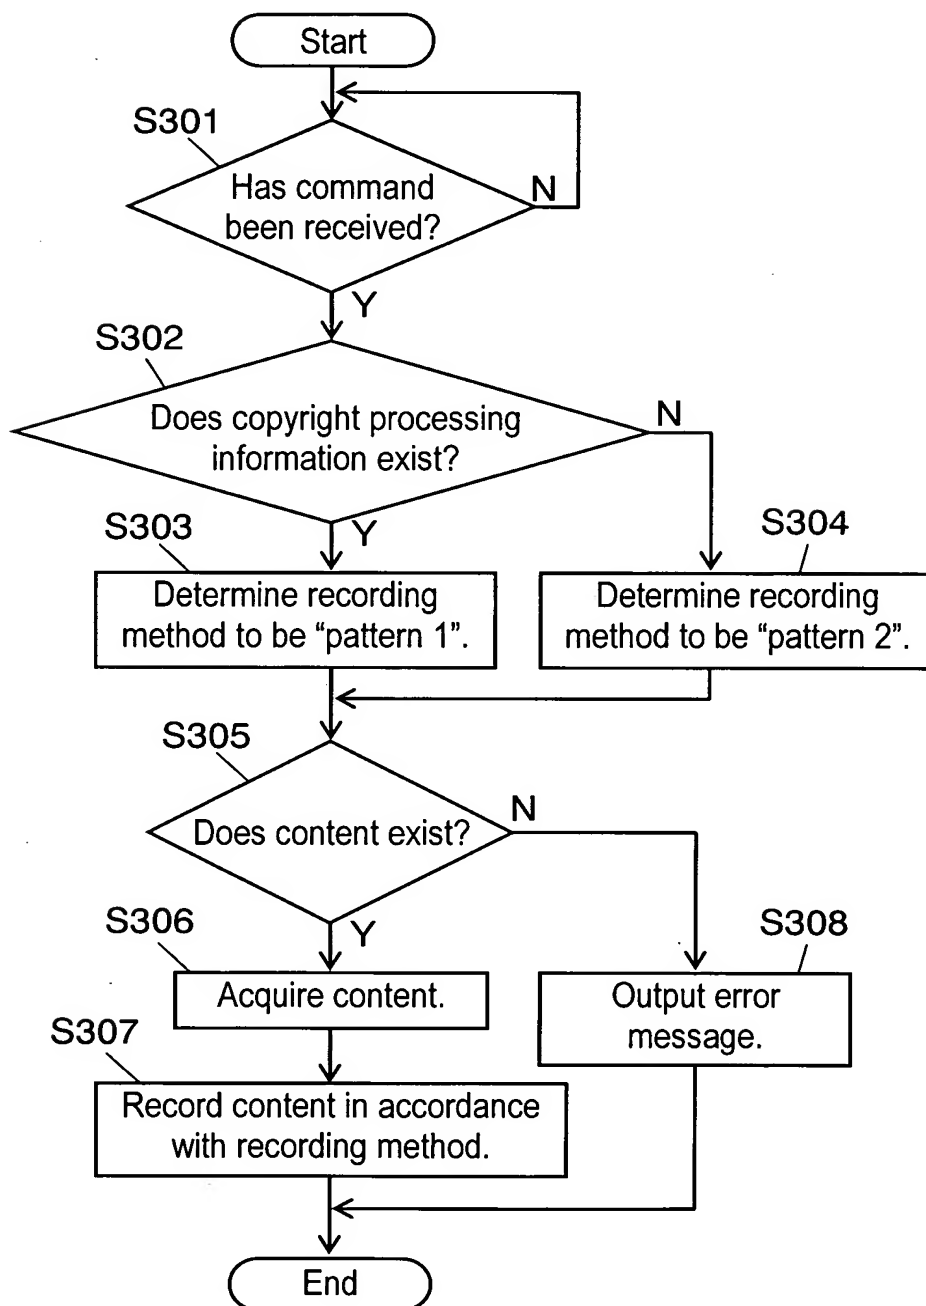 Start
S301
Has command
been received?
N
Y
S302
Does copyright processing
information exist?
N
Y
S303
Determine recording
method to be “pattern 1”.
S304
Determine recording
method to be “pattern 2”.
S305
Does content exist?
N
Y
S306
Acquire content.
S308
Output error
message.
S307
Record content in accordance
with recording method.
End